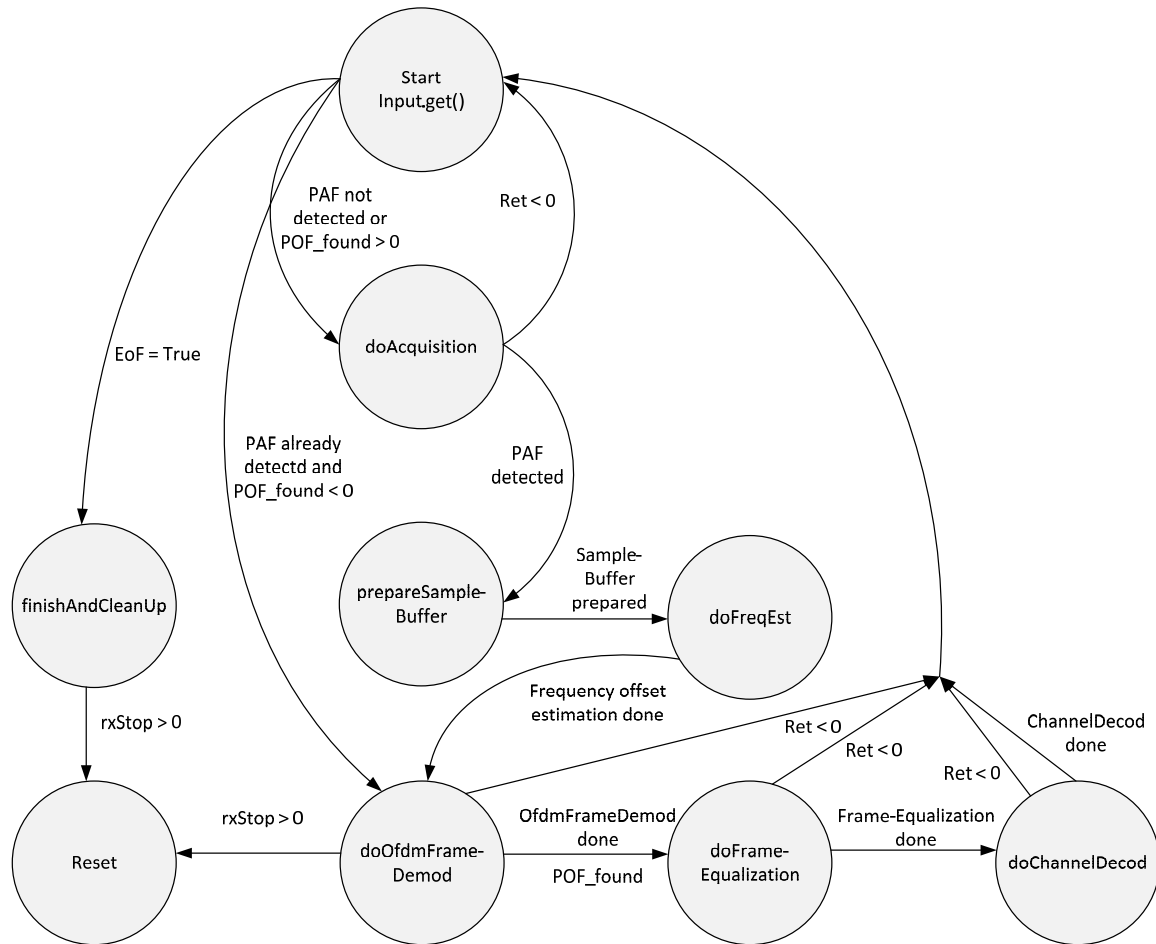 Start
Input.get()
PAF not
detected or
POF_found > 0
Ret < 0
doAcquisition
EoF = True
PAF already
detectd and
POF_found < 0
PAF
detected
finishAndCleanUp
prepareSample-
Buffer
Sample-
Buffer
prepared
doFreqEst
Frequency offset
estimation done
rxStop > 0
Ret < 0
Ret < 0
Ret < 0
ChannelDecod
done
Reset
rxStop > 0
doOfdmFrame-
Demod
OfdmFrameDemod
done
POF_found
doFrame-
Equalization
Frame-Equalization
done
doChannelDecod